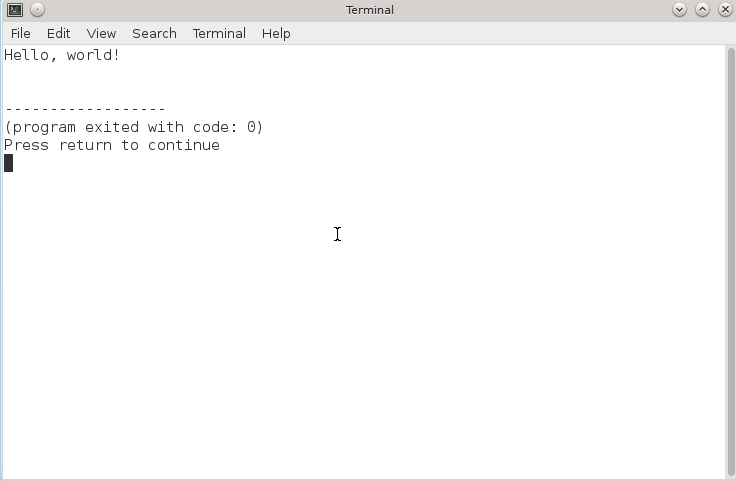 Terminal
File Edit View Search Terminal Help
Hello, world!
------------------
(program exited with code: 0)
Press return to continue